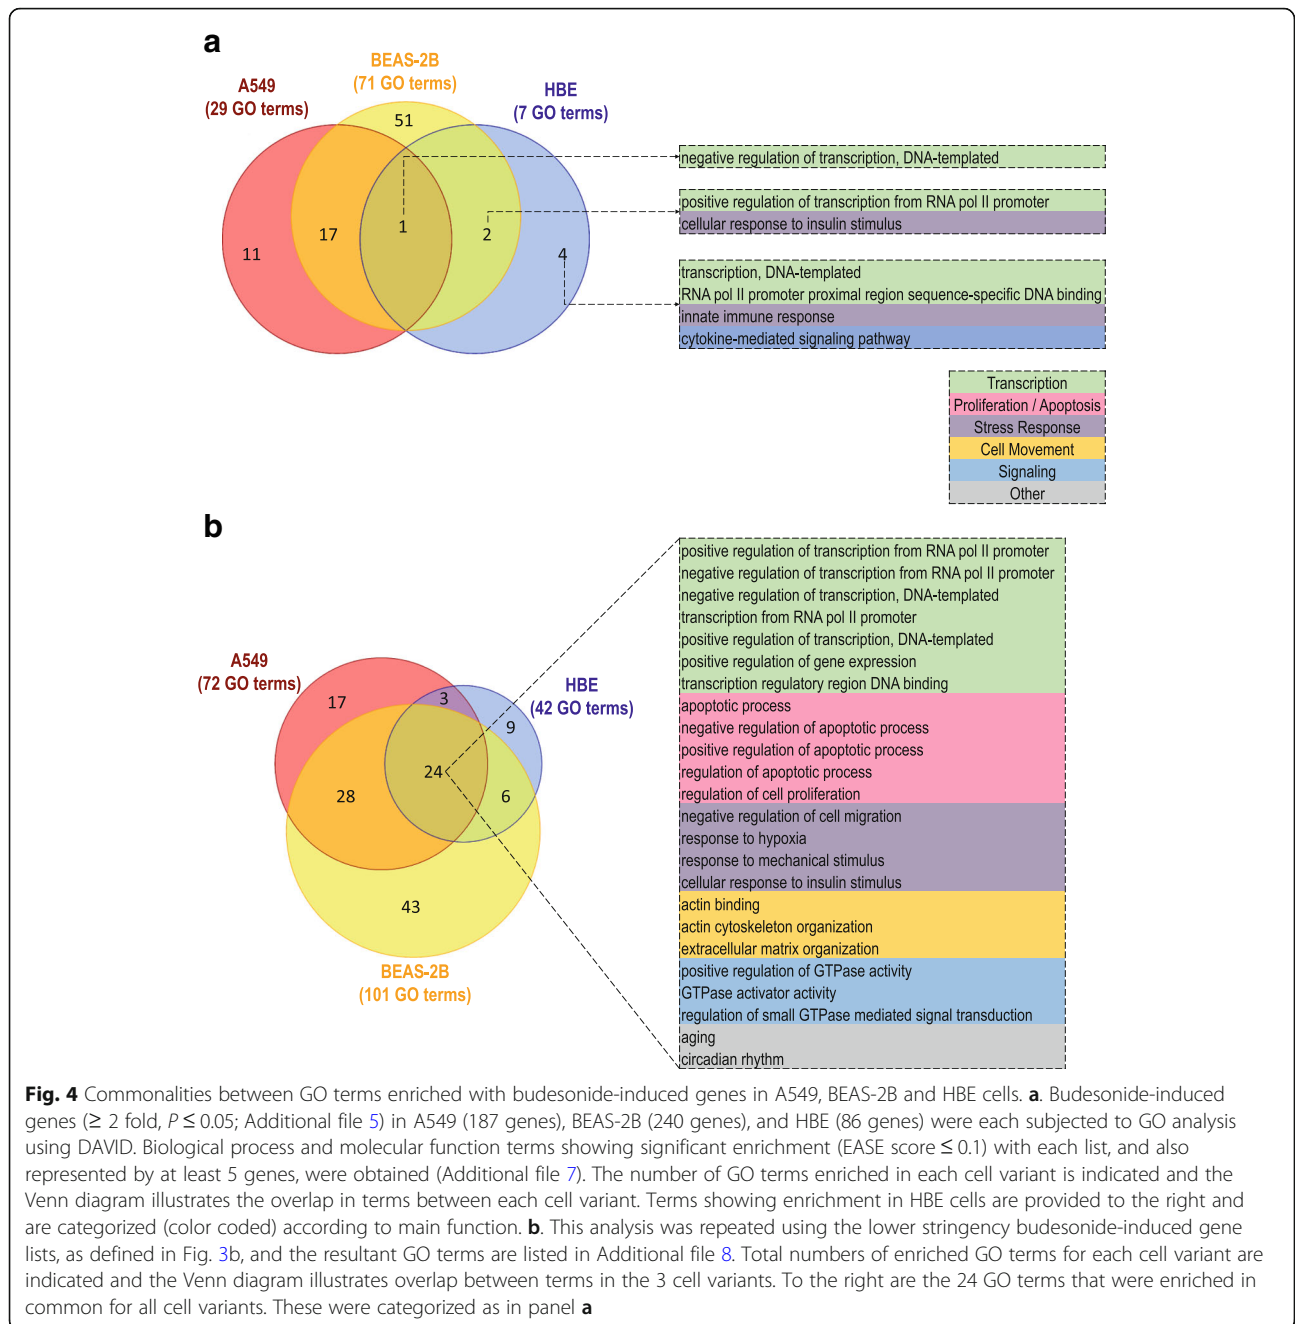 a
BEAS-2B
(71 GO terms)
A549
(29 GO terms)
HBE
(7 GO terms)
51
11
17
1
2
4
negative regulation of transcription, DNA-templated
positive regulation of transcription from RNA pol II promoter
cellular response to insulin stimulus
transcription, DNA-templated
RNA pol II promoter proximal region sequence-specific DNA binding
innate immune response
cytokine-mediated signaling pathway
Transcription
Proliferation / Apoptosis
Stress Response
Cell Movement
Signaling
Other
b
A549
(72 GO terms)
HBE
(42 GO terms)
17
3
9
24
28
6
43
BEAS-2B
(101 GO terms)
positive regulation of transcription from RNA pol II promoter
negative regulation of transcription from RNA pol II promoter
negative regulation of transcription, DNA-templated
transcription from RNA pol II promoter
positive regulation of transcription, DNA-templated
positive regulation of gene expression
transcription regulatory region DNA binding
apoptotic process
negative regulation of apoptotic process
positive regulation of apoptotic process
regulation of apoptotic process
regulation of cell proliferation
negative regulation of cell migration
response to hypoxia
response to mechanical stimulus
cellular response to insulin stimulus
actin binding
actin cytoskeleton organization
extracellular matrix organization
positive regulation of GTPase activity
GTPase activator activity
regulation of small GTPase mediated signal transduction
aging
circadian rhythm
Fig. 4 Commonalities between GO terms enriched with budesonide-induced genes in A549, BEAS-2B and HBE cells. a. Budesonide-induced
genes (≥ 2 fold, P ≤ 0.05; Additional file 5) in A549 (187 genes), BEAS-2B (240 genes), and HBE (86 genes) were each subjected to GO analysis
using DAVID. Biological process and molecular function terms showing significant enrichment (EASE score ≤ 0.1) with each list, and also
represented by at least 5 genes, were obtained (Additional file 7). The number of GO terms enriched in each cell variant is indicated and the
Venn diagram illustrates the overlap in terms between each cell variant. Terms showing enrichment in HBE cells are provided to the right and
are categorized (color coded) according to main function. b. This analysis was repeated using the lower stringency budesonide-induced gene
lists, as defined in Fig. 3b, and the resultant GO terms are listed in Additional file 8. Total numbers of enriched GO terms for each cell variant are
indicated and the Venn diagram illustrates overlap between terms in the 3 cell variants. To the right are the 24 GO terms that were enriched in
common for all cell variants. These were categorized as in panel a